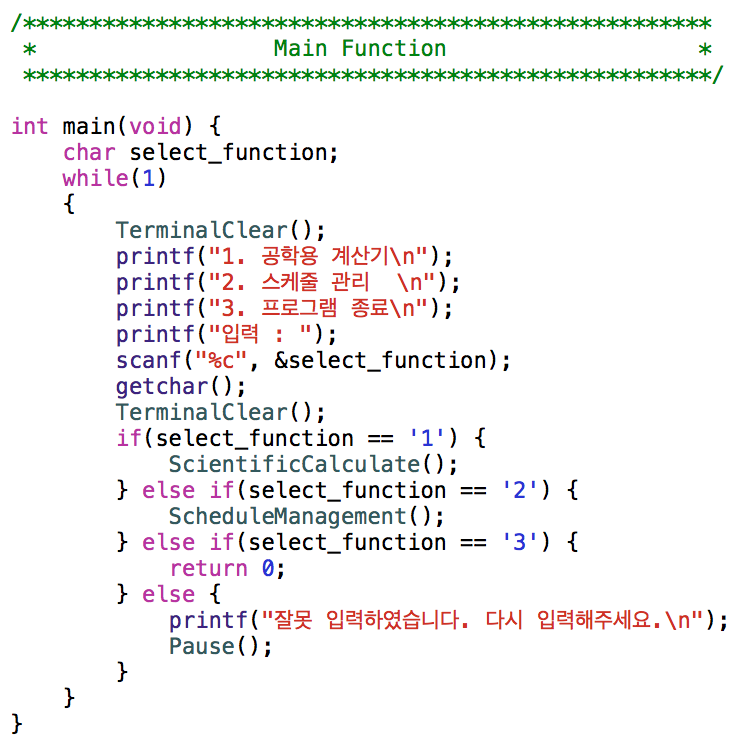 /****************************************************
 *                  Main Function                   *
 ****************************************************/
int main(void) {
    char select_function;
    while(1)
    {
        TerminalClear();
        printf("1. 공학용 계산기\n");
        printf("2. 스케줄 관리  \n");
        printf("3. 프로그램 종료\n");
        printf("입력 : ");
        scanf("%c", &select_function);
        getchar();
        TerminalClear();
        if(select_function == '1') {
            ScientificCalculate();
        } else if(select_function == '2') {
            ScheduleManagement();
        } else if(select_function == '3') {
            return 0;
        } else {
            printf("잘못 입력하였습니다. 다시 입력해주세요.\n");
            Pause();
        }
    }
}